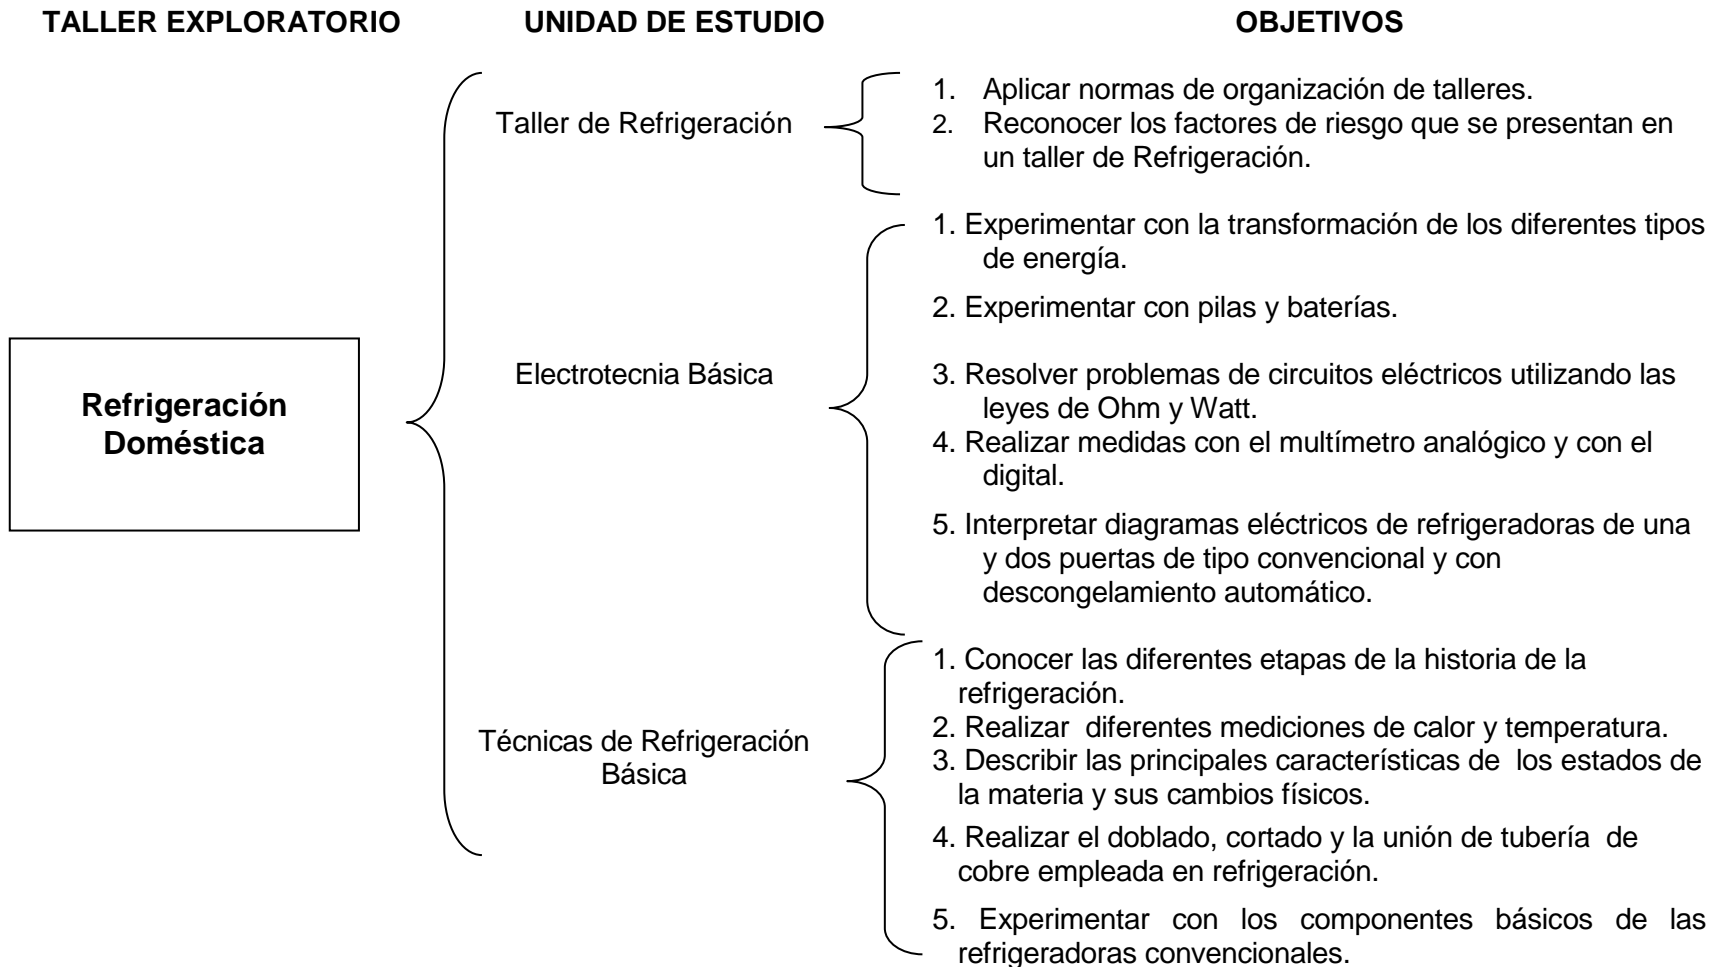 TALLER EXPLORATORIO UNIDAD DE ESTUDIO OBJETIVOS
Refrigeración
Doméstica
Taller de Refrigeración
1. Aplicar normas de organización de talleres.
2. Reconocer los factores de riesgo que se presentan en
un taller de Refrigeración.
Electrotecnia Básica
1. Experimentar con la transformación de los diferentes tipos
de energía.
2. Experimentar con pilas y baterías.
3. Resolver problemas de circuitos eléctricos utilizando las
leyes de Ohm y Watt.
4. Realizar medidas con el multímetro analógico y con el
digital.
5. Interpretar diagramas eléctricos de refrigeradoras de una
y dos puertas de tipo convencional y con
descongelamiento automático.
Técnicas de Refrigeración
Básica
1. Conocer las diferentes etapas de la historia de la
refrigeración.
2. Realizar diferentes mediciones de calor y temperatura.
3. Describir las principales características de los estados de
la materia y sus cambios físicos.
4. Realizar el doblado, cortado y la unión de tubería de
cobre empleada en refrigeración.
5. Experimentar con los componentes básicos de las
refrigeradoras convencionales.